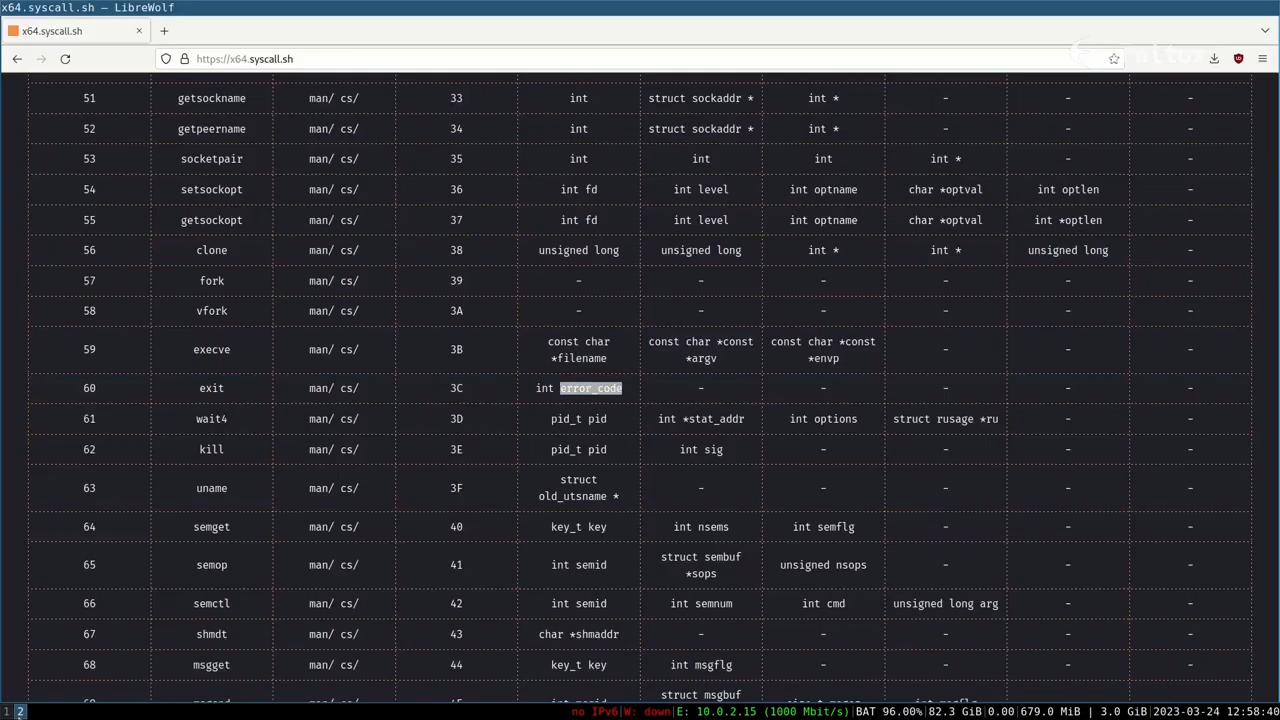 x64.syscall.sh — LibreWolf
x64.syscall.sh
https://x64.syscall.sh
51 getsockname man/ cs/ 33 int struct sockaddr * int * - - -
52 getpeername man/ cs/ 34 int struct sockaddr * int * - - -
53 socketpair man/ cs/ 35 int int int int * - -
54 setsockopt man/ cs/ 36 int fd int level int optname char *optval int optlen -
55 getsockopt man/ cs/ 37 int fd int level int optname char *optval int *optlen -
56 clone man/ cs/ 38 unsigned long unsigned long int * int * unsigned long -
57 fork man/ cs/ 39 - - - - - -
58 vfork man/ cs/ 3A - - - - - -
59 execve man/ cs/ 3B const char *filename const char *const *argv const char *const *envp - - -
60 exit man/ cs/ 3C int error_code - - - - -
61 wait4 man/ cs/ 3D pid_t pid int *stat_addr int options struct rusage *ru - -
62 kill man/ cs/ 3E pid_t pid int sig - - - -
63 uname man/ cs/ 3F struct old_utsname * - - - - -
64 semget man/ cs/ 40 key_t key int nsems int semflg - - -
65 semop man/ cs/ 41 int semid struct sembuf *sops unsigned nsops - - -
66 semctl man/ cs/ 42 int semid int semnum int cmd unsigned long arg - -
67 shmdt man/ cs/ 43 char *shmaddr - - - - -
68 msgget man/ cs/ 44 key_t key int msgflg - - - -
struct msgbuf
1 2 no IPv6|W: down|E: 10.0.2.15 (1000 Mbit/s)|BAT 96.00%|82.3 GiB|0.00|679.0 MiB | 3.0 GiB|2023-03-24 12:58:40